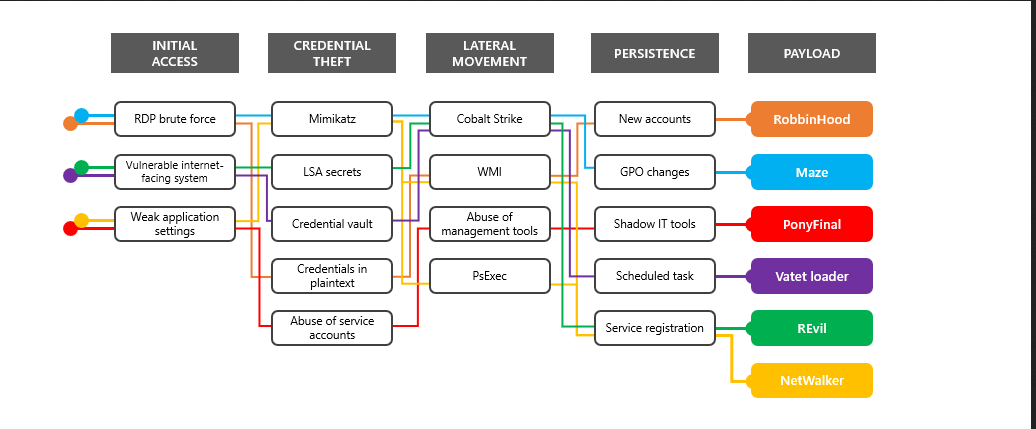 INITIAL
ACCESS
CREDENTIAL
THEFT
LATERAL
MOVEMENT
PERSISTENCE
PAYLOAD
RDP brute force
Mimikatz
Cobalt Strike
New accounts
RobbinHood
Vulnerable internet-
facing system
LSA secrets
WMI
GPO changes
Maze
Weak application
settings
Credential vault
Abuse of
management tools
Shadow IT tools
PonyFinal
Credentials in
plaintext
PsExec
Scheduled task
Vatet loader
Abuse of service
accounts
Service registration
REvil
NetWalker